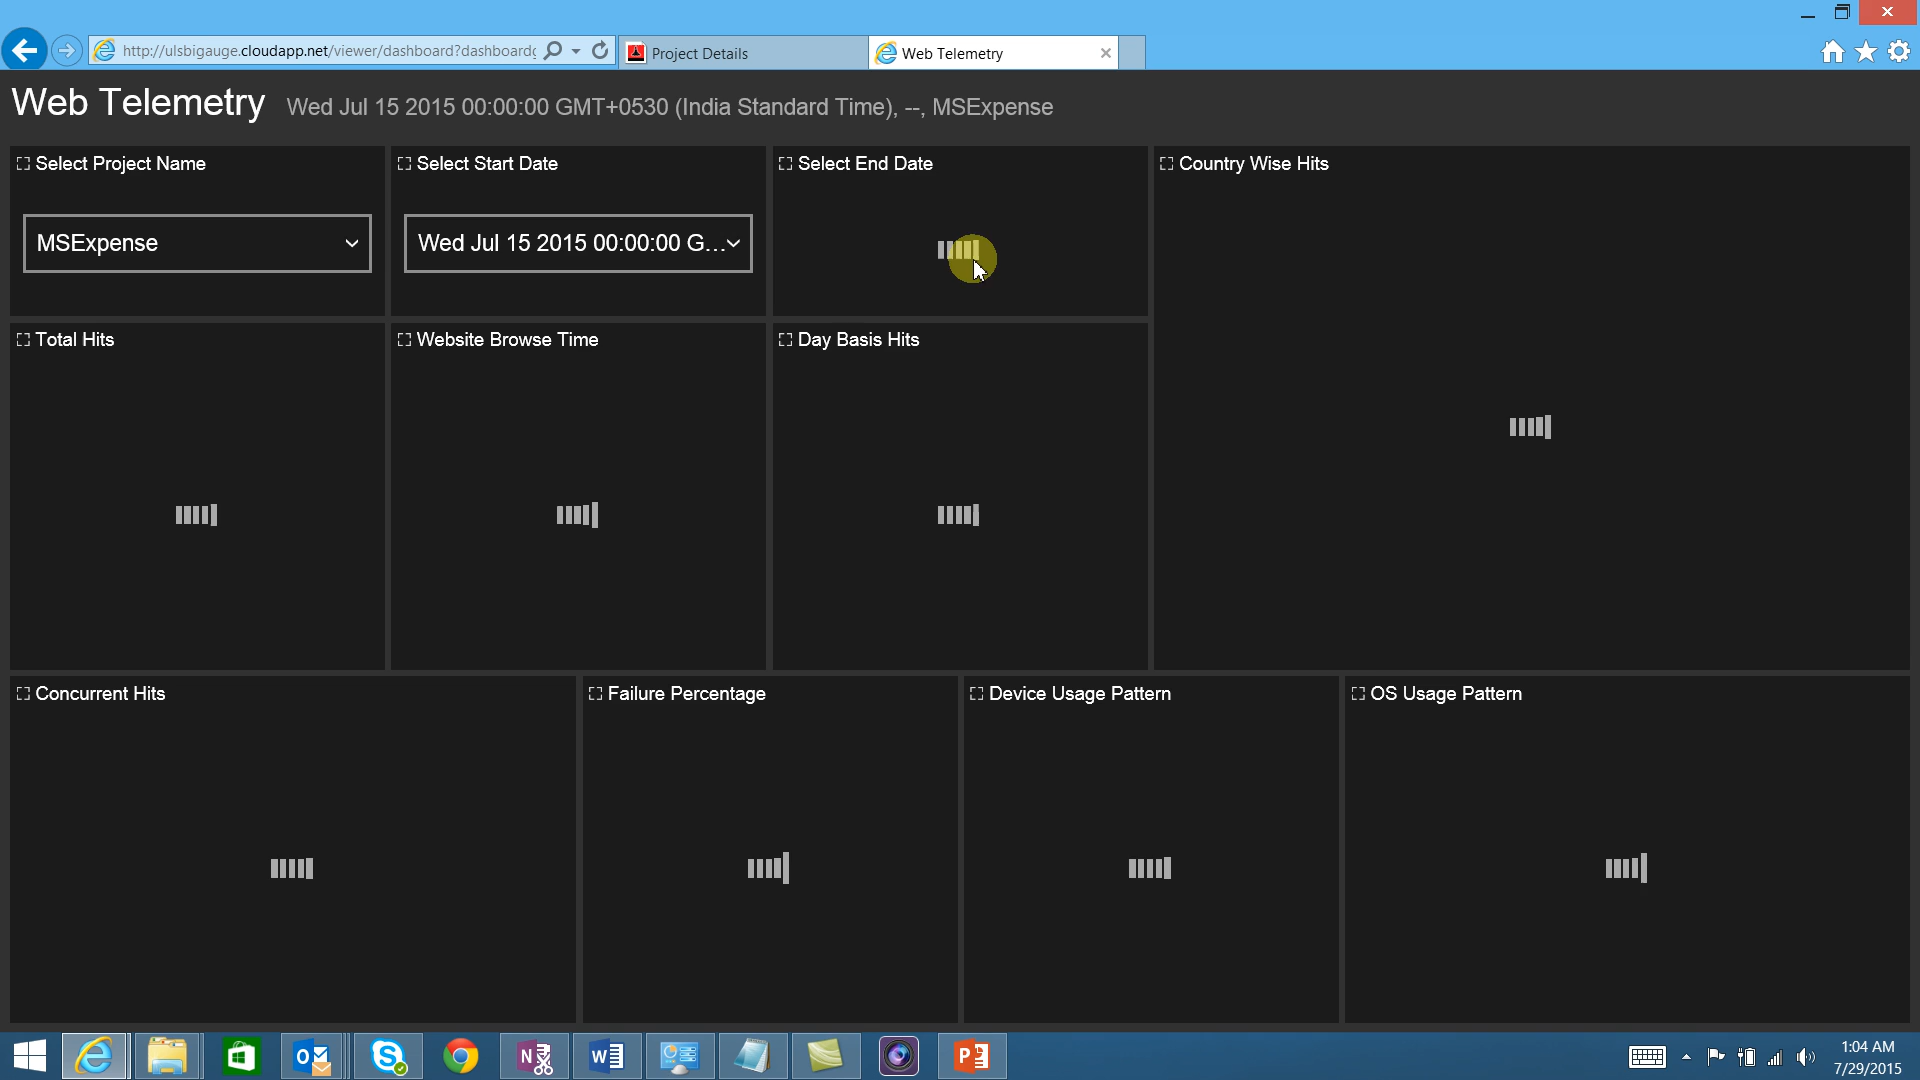 http://ulsbigauge.cloudapp.net/viewer/dashboard?dashboard
Project Details
Web Telemetry
Web Telemetry Wed Jul 15 2015 00:00:00 GMT+0530 (India Standard Time), --, MSExpense
Select Project Name
Select Start Date
Select End Date
Country Wise Hits
MSExpense
Wed Jul 15 2015 00:00:00 G...
Total Hits
Website Browse Time
Day Basis Hits
Concurrent Hits
Failure Percentage
Device Usage Pattern
OS Usage Pattern
1:04 AM
7/29/2015